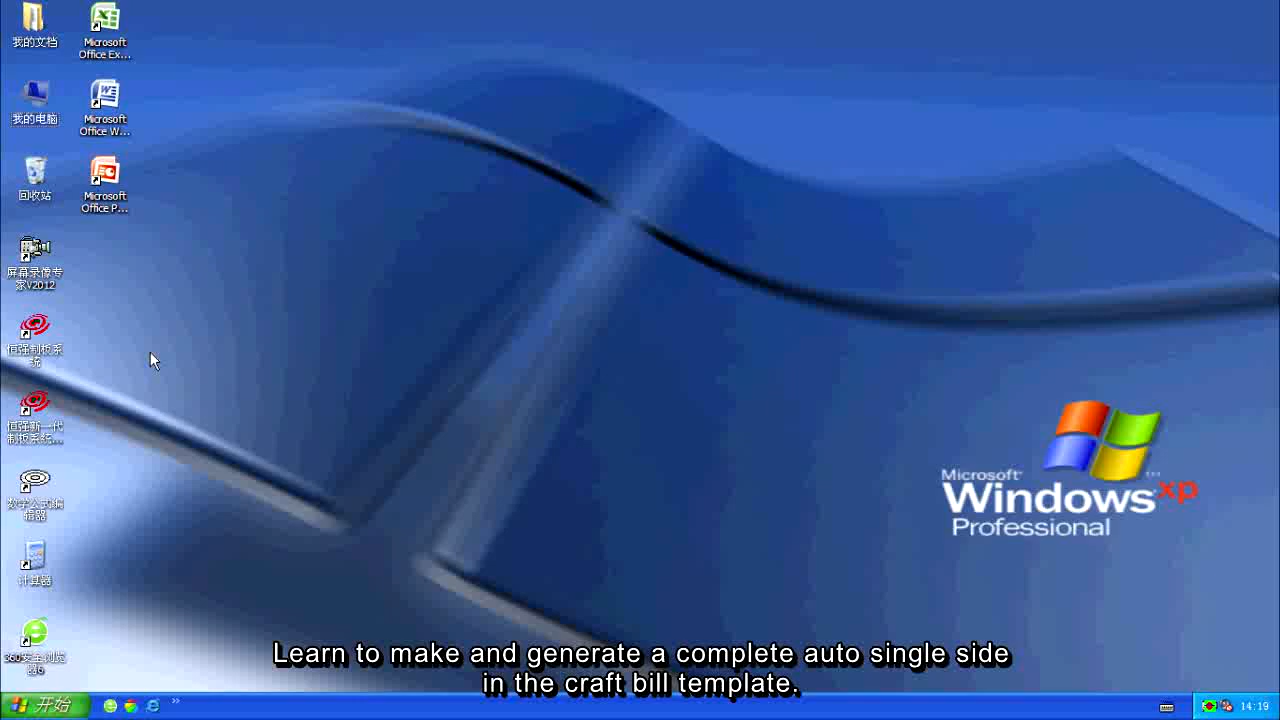 我的文档
Microsoft
Office Ex...
我的电脑
Microsoft
Office W...
回收站
Microsoft
Office P...
屏幕录像专
家V2012
恒强制板系
统
恒强新一代
制板系统...
数学公式编
辑器
计算器
360安全浏览
器6
Microsoft
Windows xp
Professional
Learn to make and generate a complete auto single side
in the craft bill template.
开始
14:19